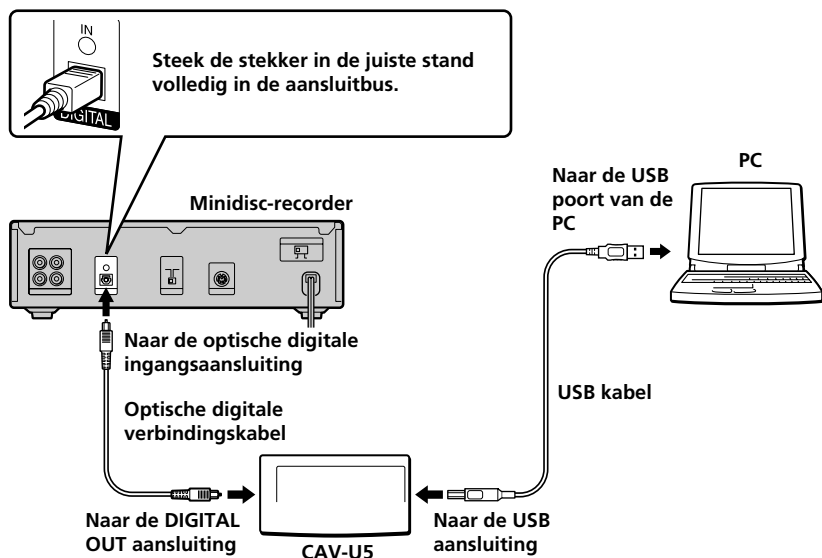 IN
DIGITAL
Steek de stekker in de juiste stand
volledig in de aansluitbus.
Minidisc-recorder
Naar de USB
poort van de
PC
PC
Naar de optische digitale
ingangsaansluiting
Optische digitale
verbindingskabel
USB kabel
Naar de DIGITAL
OUT aansluiting
CAV-U5
Naar de USB
aansluiting